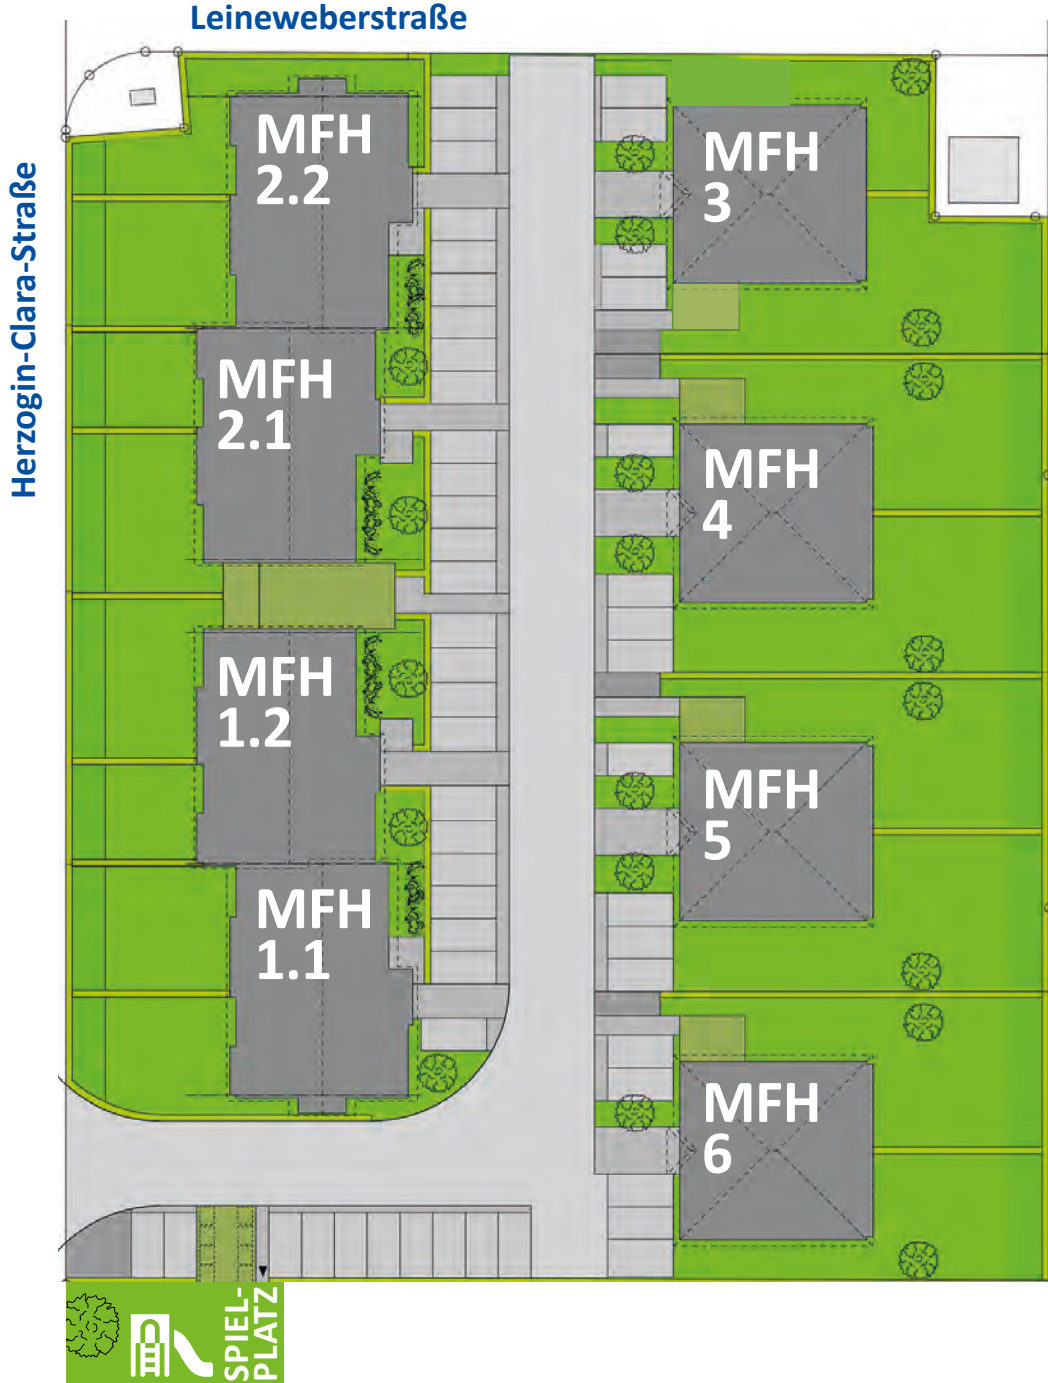 Leineweberstraße
Herzogin-Clara-Straße
MFH
2.2
MFH
3
MFH
2.1
MFH
4
MFH
1.2
MFH
5
MFH
1.1
MFH
6
SPIEL-
PLATZ